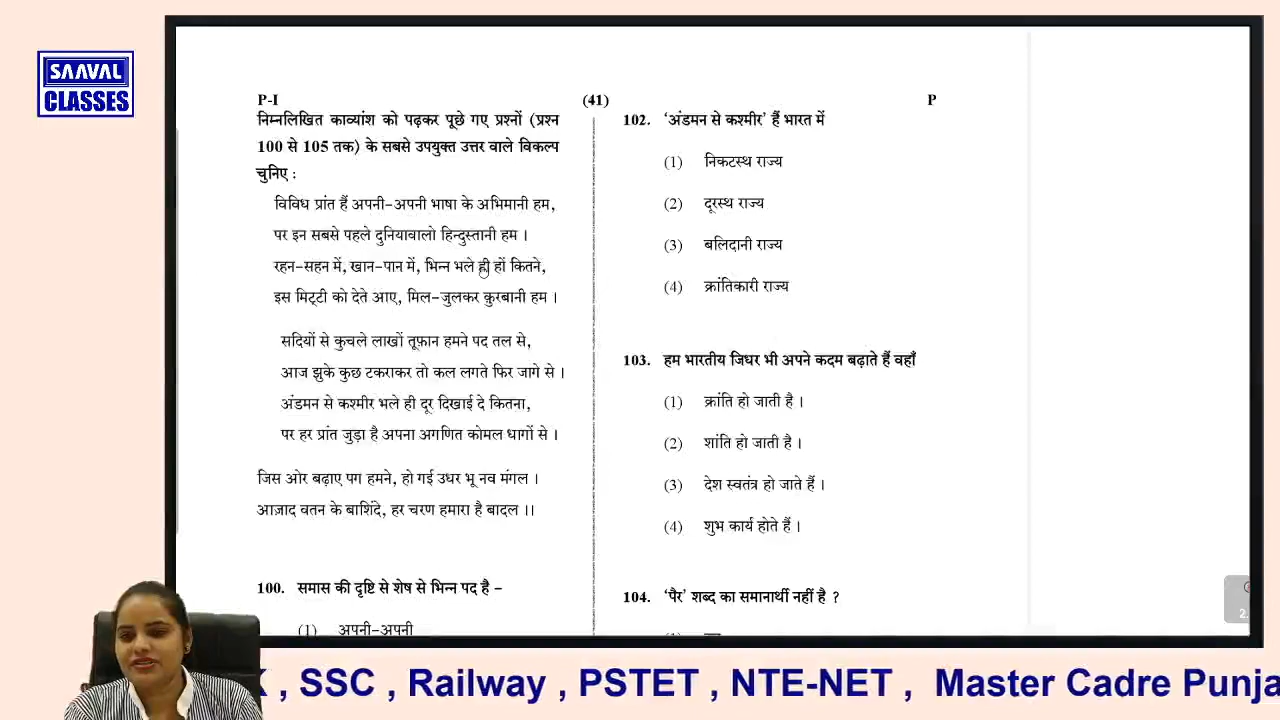 SAAVAL
CLASSES
P-I
(41)
P
निम्नलिखित काव्यांश को पढ़कर पूछे गए प्रश्नों (प्रश्न
100 से 105 तक) के सबसे उपयुक्त उत्तर वाले विकल्प
चुनिए :
विविध प्रांत हैं अपनी-अपनी भाषा के अभिमानी हम,
पर इन सबसे पहले दुनियावालो हिन्दुस्तानी हम ।
रहन-सहन में, खान-पान में, भिन्न भले ही हों कितने,
इस मिट्टी को देते आए, मिल-जुलकर कुरबानी हम ।
सदियों से कुचले लाखों तूफ़ान हमने पद तल से,
आज झुके कुछ टकराकर तो कल लगते फिर जागे से ।
अंडमन से कश्मीर भले ही दूर दिखाई दे कितना,
पर हर प्रांत जुड़ा है अपना अगणित कोमल धागों से ।
जिस ओर बढ़ाए पग हमने, हो गई उधर भू नव मंगल ।
आज़ाद वतन के बाशिंदे, हर चरण हमारा है बादल ।।
100. समास की दृष्टि से शेष से भिन्न पद है –
(1) अपनी-अपनी
102. ‘अंडमन से कश्मीर’ हैं भारत में
(1) निकटस्थ राज्य
(2) दूरस्थ राज्य
(3) बलिदानी राज्य
(4) क्रांतिकारी राज्य
103. हम भारतीय जिधर भी अपने कदम बढ़ाते हैं वहाँ
(1) क्रांति हो जाती है ।
(2) शांति हो जाती है ।
(3) देश स्वतंत्र हो जाते हैं ।
(4) शुभ कार्य होते हैं ।
104. ‘पैर’ शब्द का समानार्थी नहीं है ?
, SSC , Railway , PSTET , NTE-NET , Master Cadre Punja